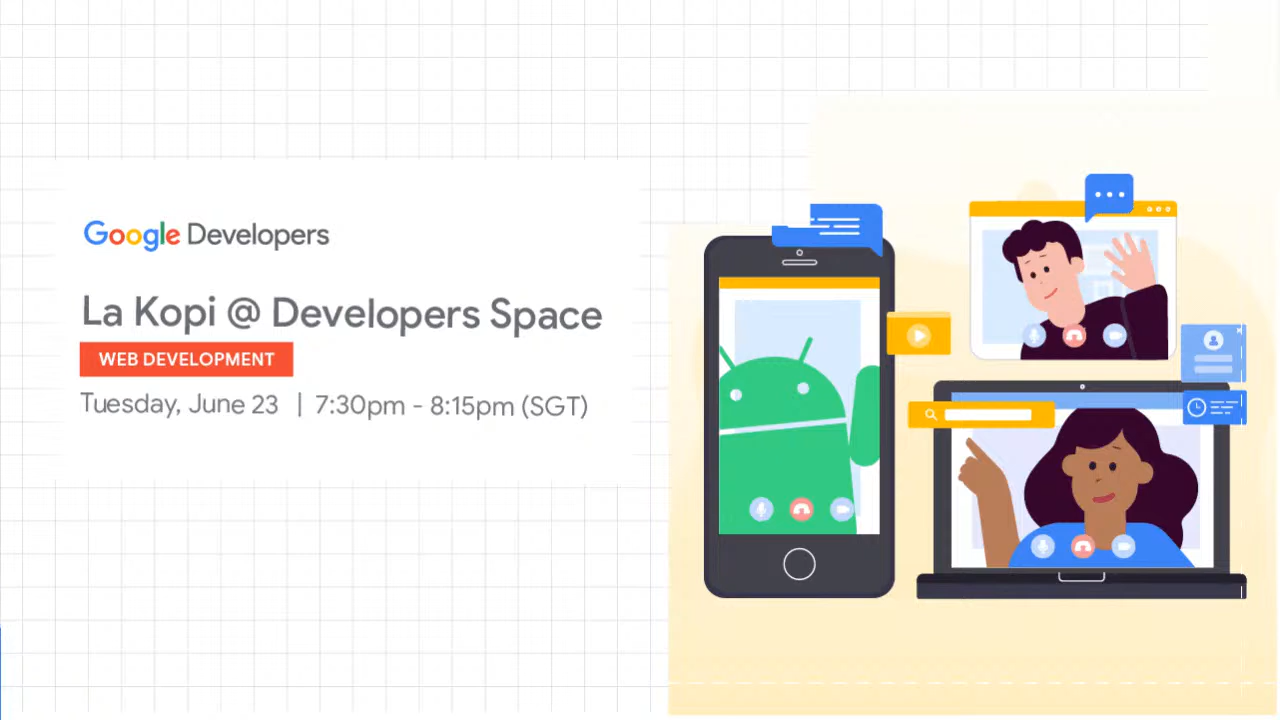 Google Developers
La Kopi @ Developers Space
WEB DEVELOPMENT
Tuesday, June 23 | 7:30pm - 8:15pm (SGT)